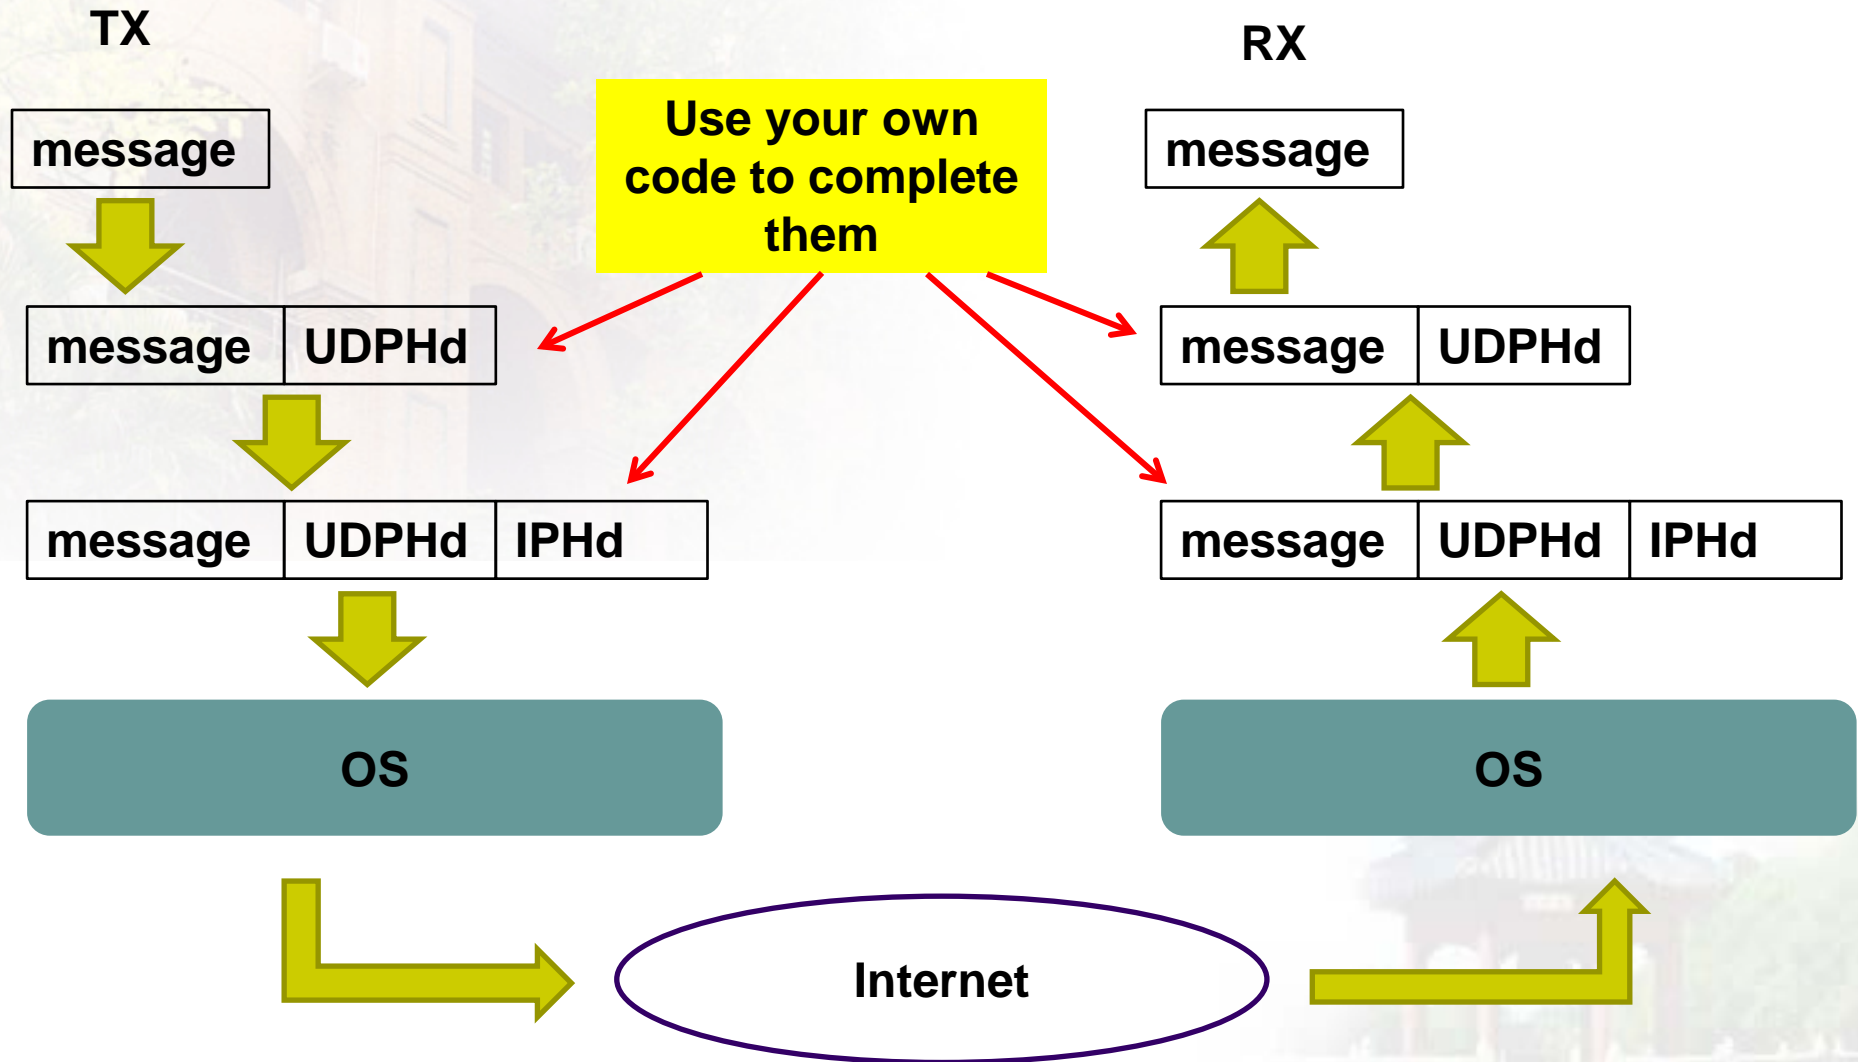 TX
RX
Use your own
code to complete
them
message
message
message UDPHd
message UDPHd
message UDPHd IPHd
message UDPHd IPHd
OS
OS
Internet